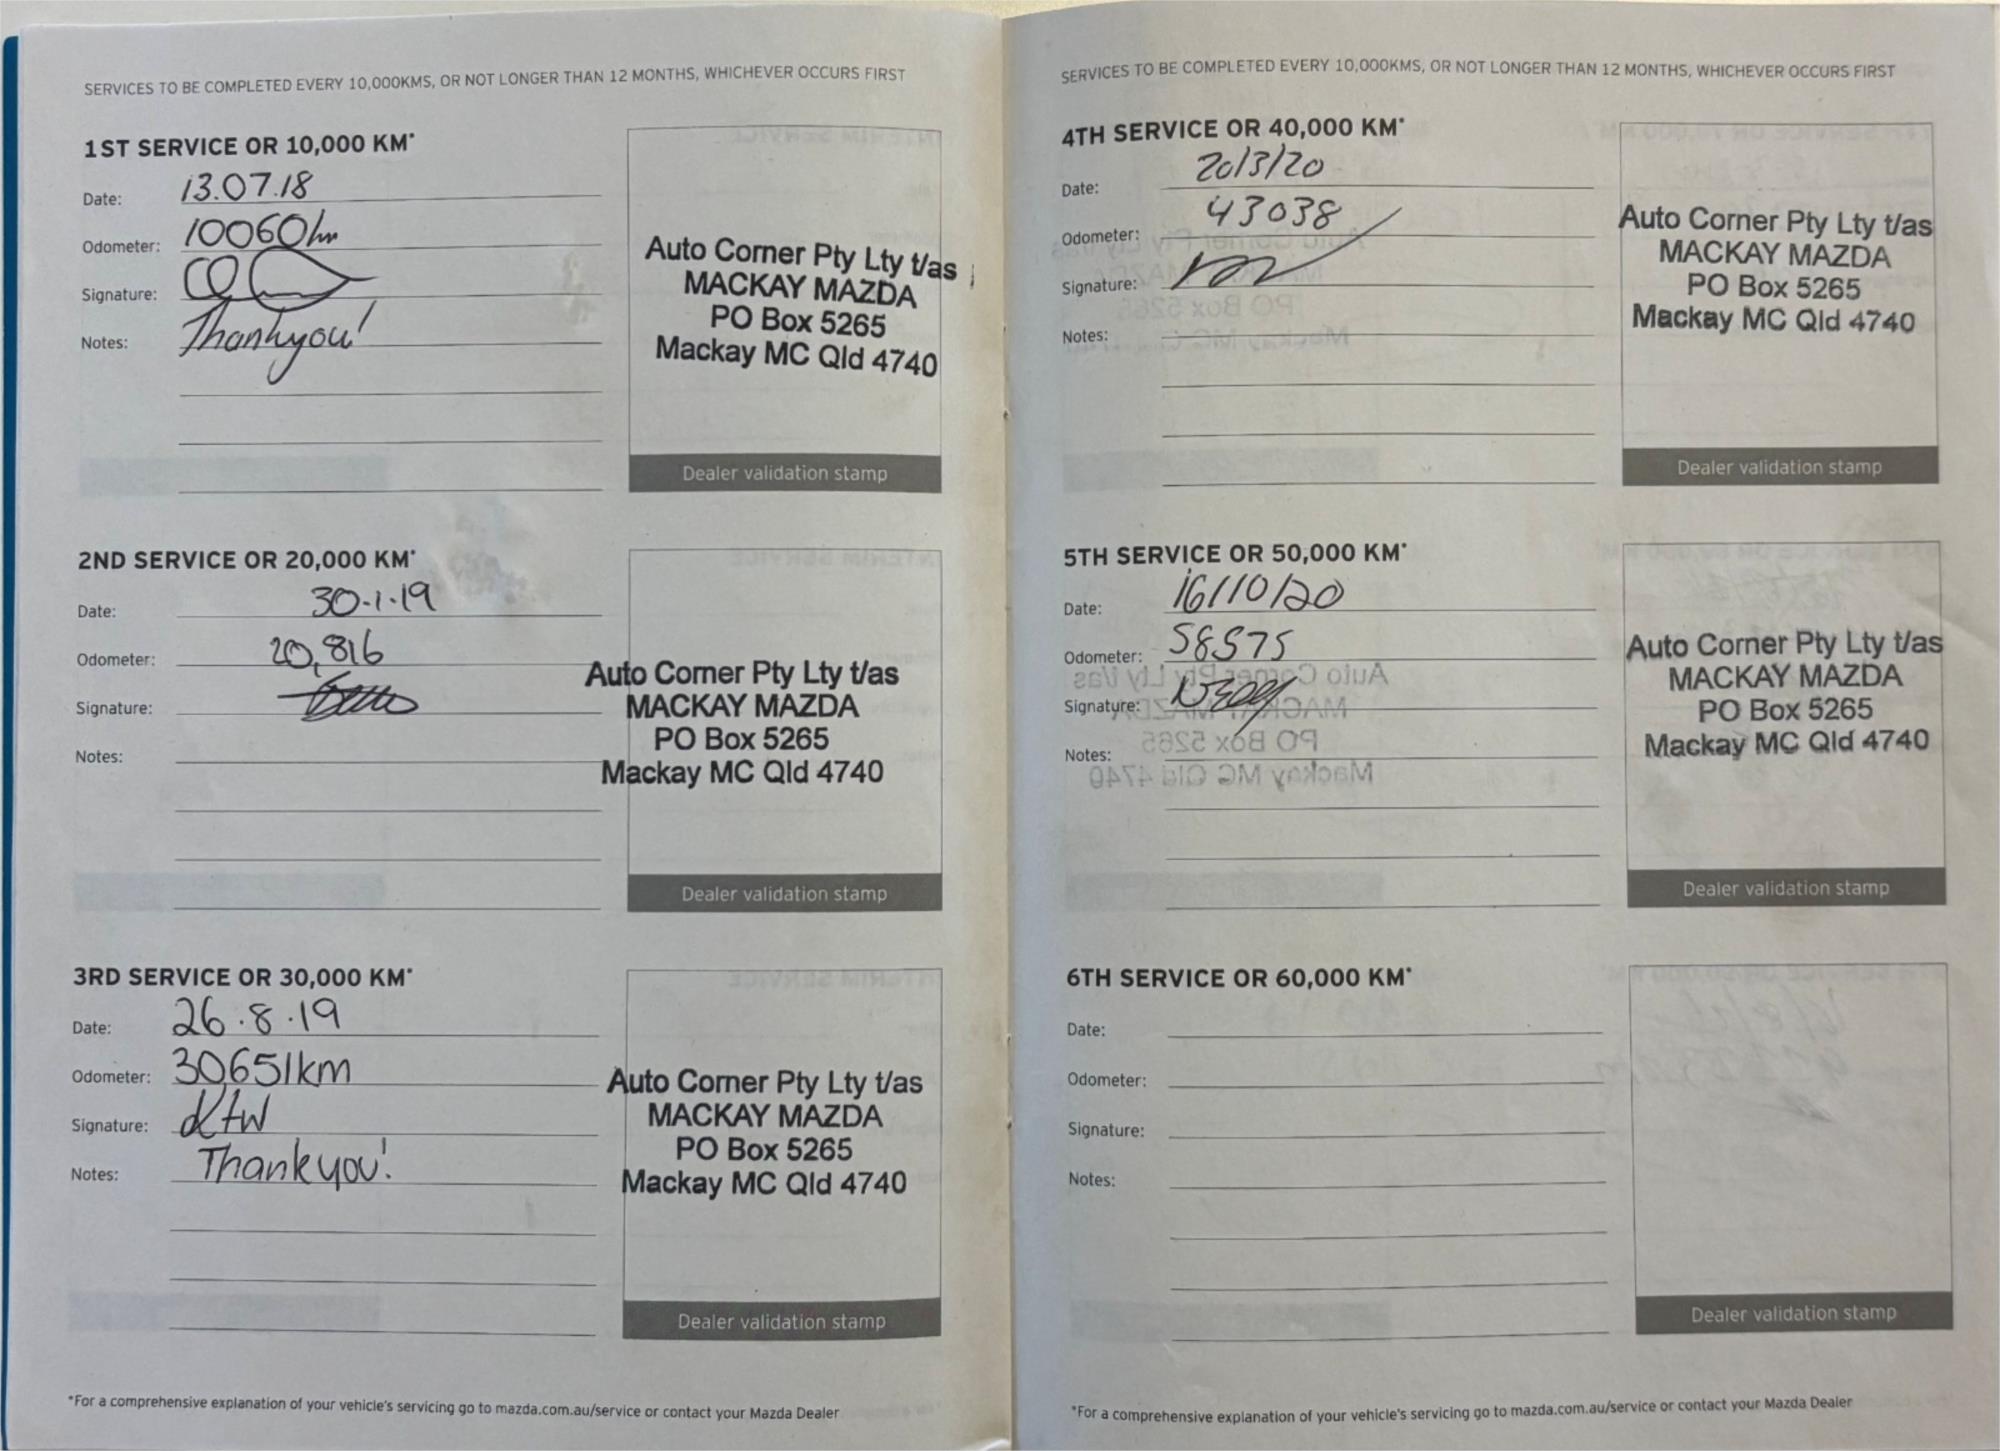 SERVICES TO BE COMPLETED EVERY 10,000KMS, OR NOT LONGER THAN 12 MONTHS, WHICHEVER OCCURS FIRST
1ST SERVICE OR 10,000 KM*
Date: 13.07.18
Odometer: 10060km
Signature:
Notes: Thankyou!
Auto Corner Pty Lty t/as
MACKAY MAZDA
PO Box 5265
Mackay MC Qld 4740
Dealer validation stamp
2ND SERVICE OR 20,000 KM*
Date: 30.1.19
Odometer: 20,816
Signature:
Notes:
Auto Corner Pty Lty t/as
MACKAY MAZDA
PO Box 5265
Mackay MC Qld 4740
Dealer validation stamp
3RD SERVICE OR 30,000 KM*
Date: 26.8.19
Odometer: 30651km
Signature:
Notes: Thankyou!
Auto Corner Pty Lty t/as
MACKAY MAZDA
PO Box 5265
Mackay MC Qld 4740
Dealer validation stamp
*For a comprehensive explanation of your vehicle's servicing go to mazda.com.au/service or contact your Mazda Dealer
SERVICES TO BE COMPLETED EVERY 10,000KMS, OR NOT LONGER THAN 12 MONTHS, WHICHEVER OCCURS FIRST
4TH SERVICE OR 40,000 KM*
Date: 20/3/20
Odometer: 43038
Signature:
Notes:
Auto Corner Pty Lty t/as
MACKAY MAZDA
PO Box 5265
Mackay MC Qld 4740
Dealer validation stamp
5TH SERVICE OR 50,000 KM*
Date: 16/10/20
Odometer: 58575
Signature:
Notes:
Auto Corner Pty Lty t/as
MACKAY MAZDA
PO Box 5265
Mackay MC Qld 4740
Dealer validation stamp
6TH SERVICE OR 60,000 KM*
Date:
Odometer:
Signature:
Notes:
Dealer validation stamp
*For a comprehensive explanation of your vehicle's servicing go to mazda.com.au/service or contact your Mazda Dealer